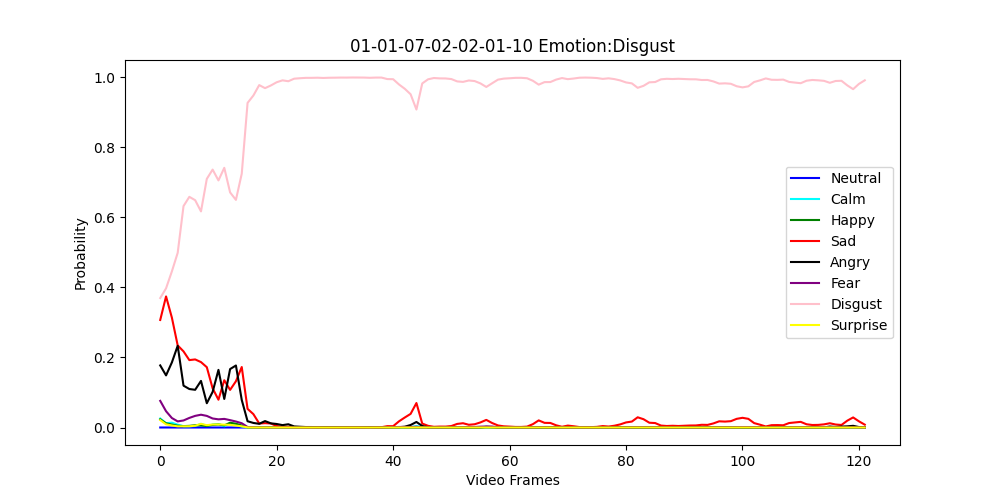 01-01-07-02-02-01-10 Emotion:Disgust
1.0
0.8
0.6
0.4
0.2
0.0
Probability
0 20 40 60 80 100 120
Video Frames
Neutral
Calm
Happy
Sad
Angry
Fear
Disgust
Surprise